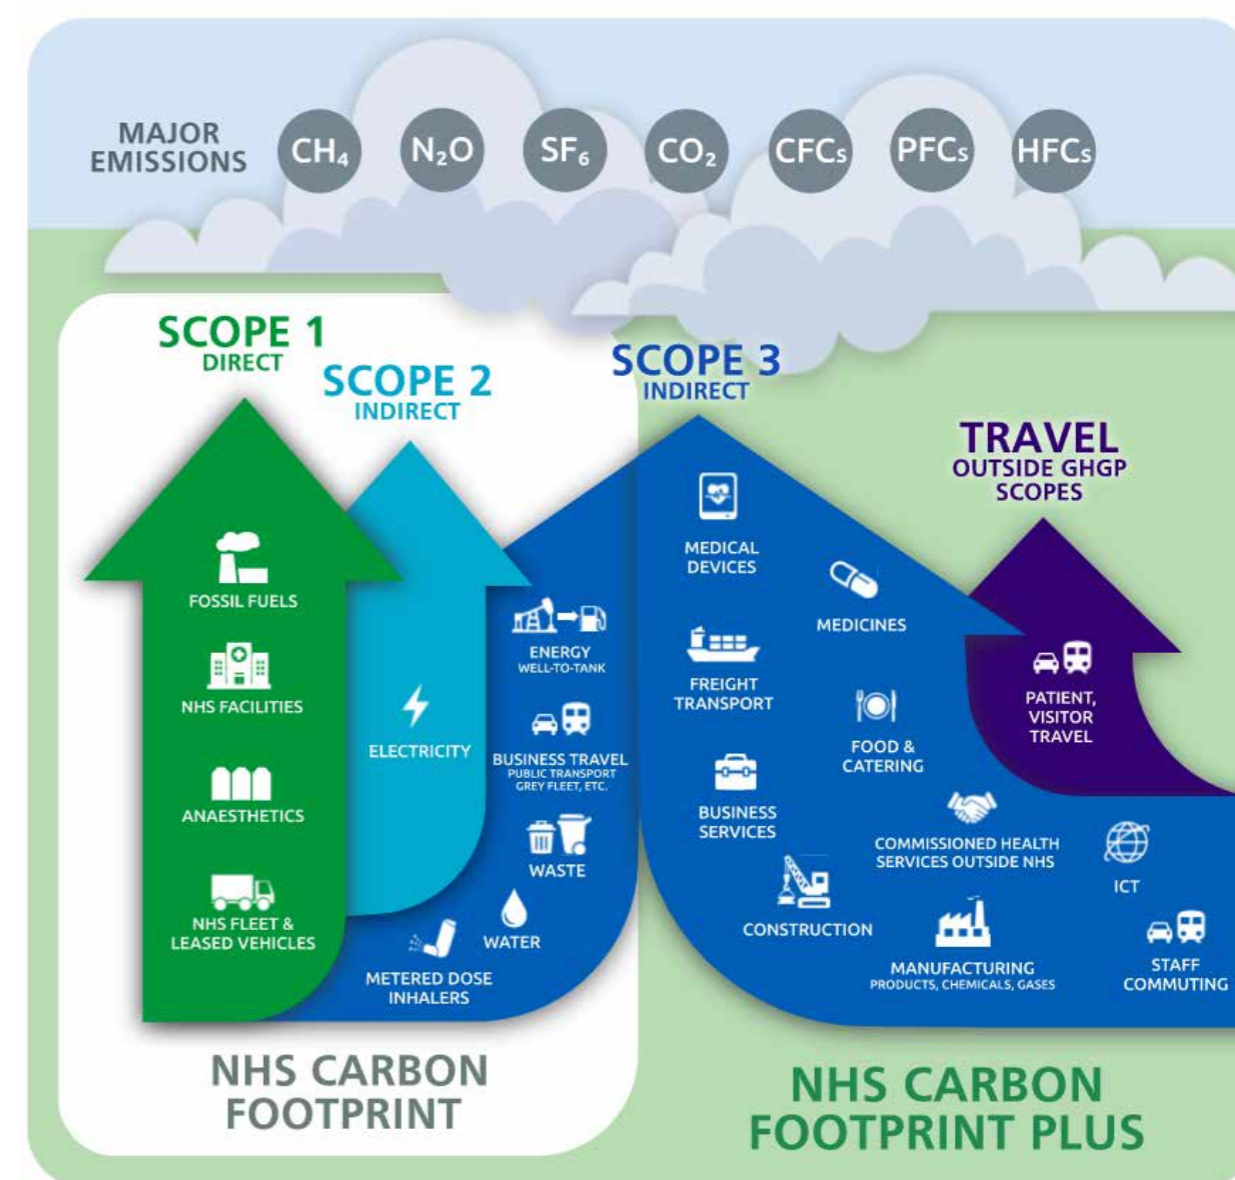 MAJOR
EMISSIONS
CH₄
N₂O
SF₆
CO₂
CFCs
PFCs
HFCs
SCOPE 1
DIRECT
FOSSIL FUELS
NHS FACILITIES
ANAESTHETICS
NHS FLEET &
LEASED VEHICLES
SCOPE 2
INDIRECT
ELECTRICITY
SCOPE 3
INDIRECT
ENERGY
WELL-TO-TANK
BUSINESS TRAVEL
PUBLIC TRANSPORT
GREY FLEET, ETC.
WASTE
WATER
METERED DOSE
INHALERS
MEDICAL
DEVICES
MEDICINES
FREIGHT
TRANSPORT
FOOD &
CATERING
BUSINESS
SERVICES
COMMISSIONED HEALTH
SERVICES OUTSIDE NHS
ICT
CONSTRUCTION
MANUFACTURING
PRODUCTS, CHEMICALS, GASES
STAFF
COMMUTING
TRAVEL
OUTSIDE GHGP
SCOPES
PATIENT,
VISITOR
TRAVEL
NHS CARBON
FOOTPRINT
NHS CARBON
FOOTPRINT PLUS